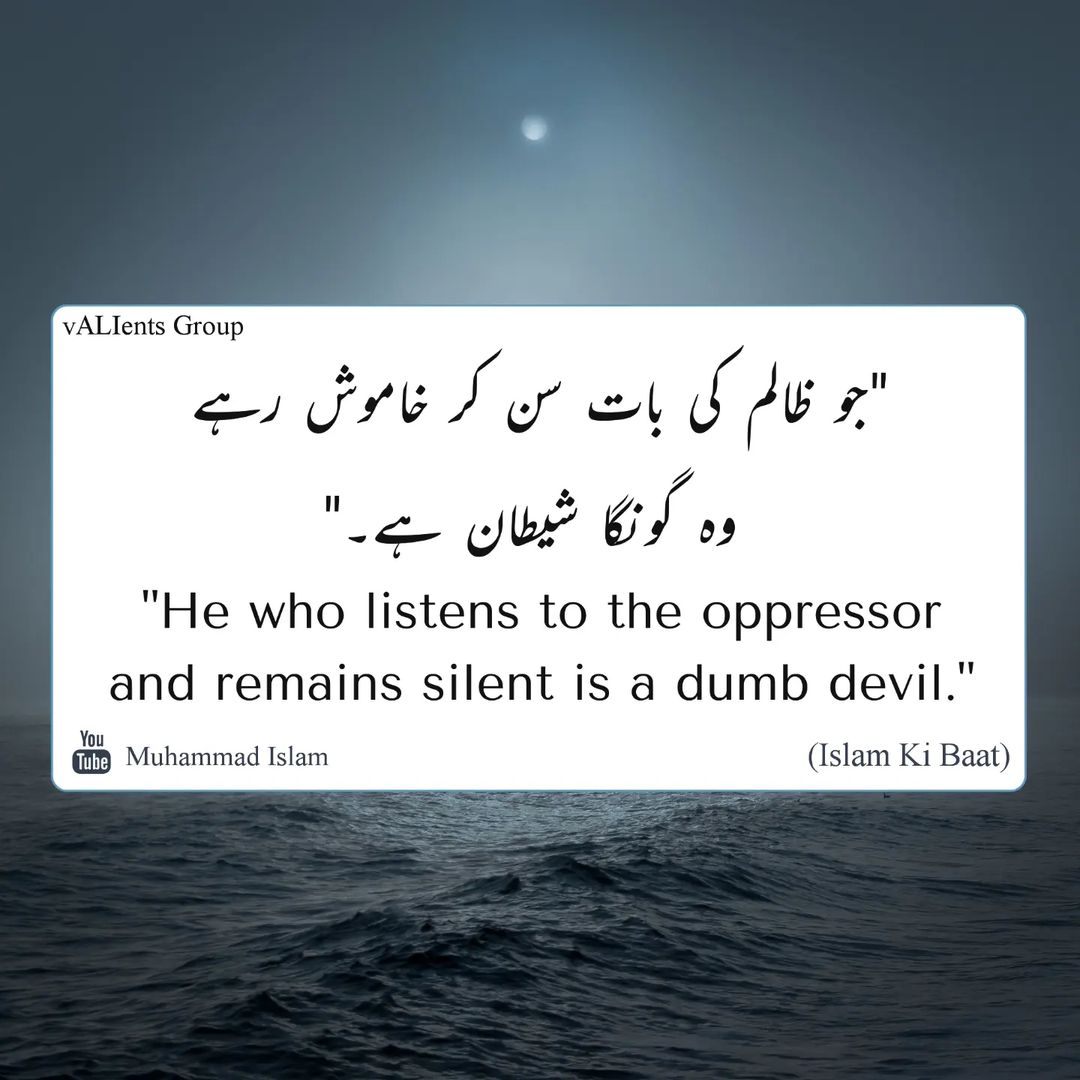 vALIents Group
"جو ظالم کی بات سن کر خاموش رہے
وہ گونگا شیطان ہے۔"
"He who listens to the oppressor
and remains silent is a dumb devil."
You
Tube
Muhammad Islam
(Islam Ki Baat)